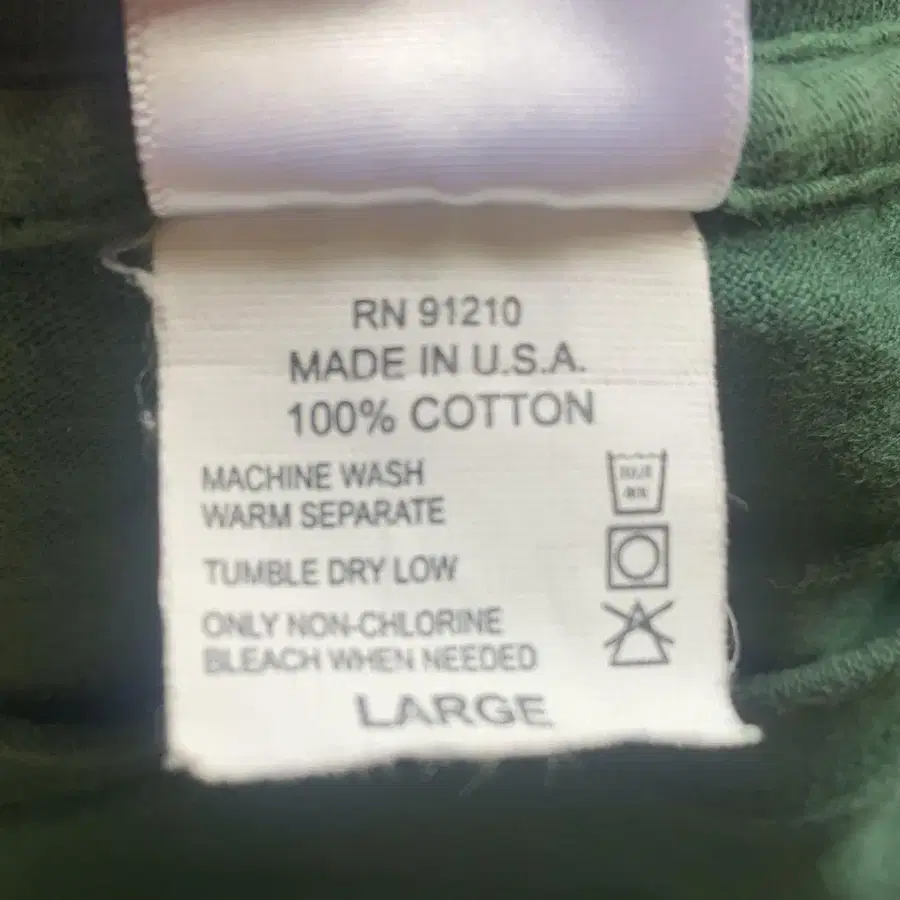 RN 91210
MADE IN U.S.A.
100% COTTON
MACHINE WASH
WARM SEPARATE
TUMBLE DRY LOW
ONLY NON-CHLORINE
BLEACH WHEN NEEDED
LARGE